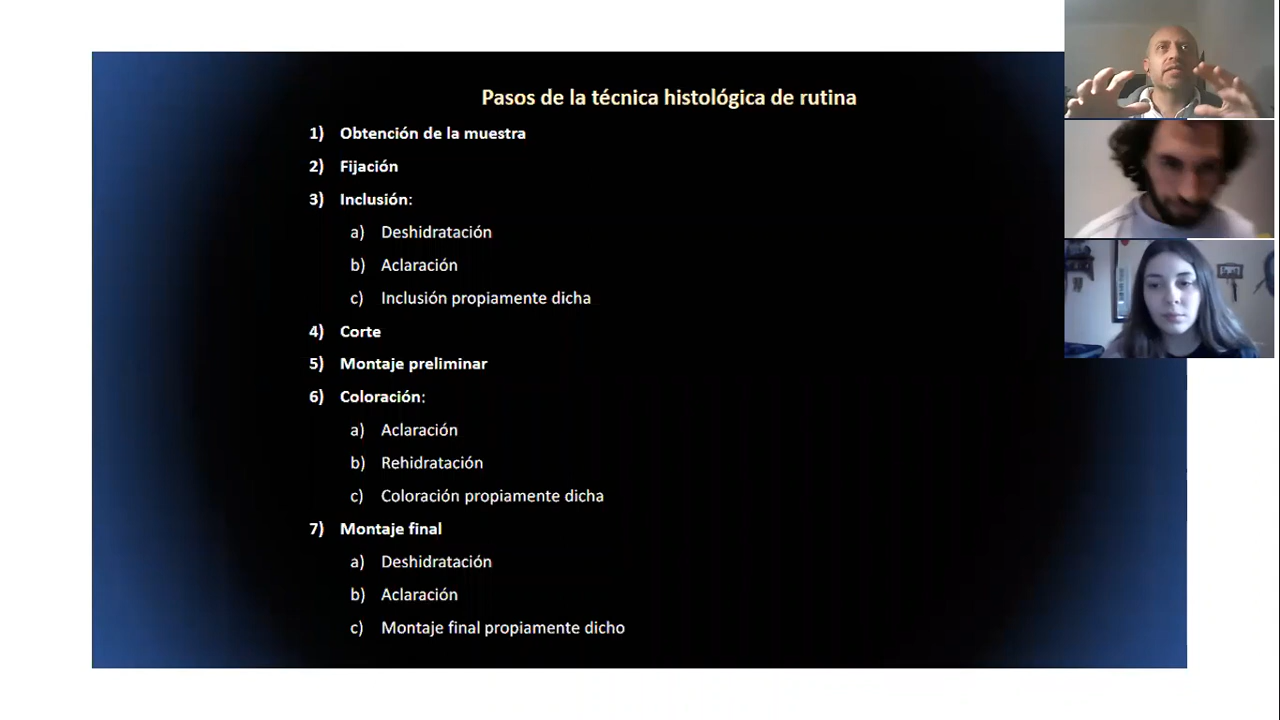 Pasos de la técnica histológica de rutina
1) Obtención de la muestra
2) Fijación
3) Inclusión:
a) Deshidratación
b) Aclaración
c) Inclusión propiamente dicha
4) Corte
5) Montaje preliminar
6) Coloración:
a) Aclaración
b) Rehidratación
c) Coloración propiamente dicha
7) Montaje final
a) Deshidratación
b) Aclaración
c) Montaje final propiamente dicho